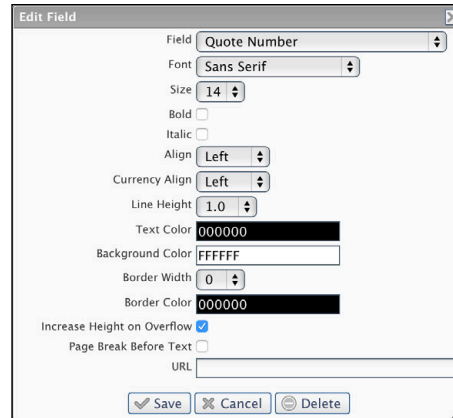 Edit Field
Field Quote Number
Font Sans Serif
Size 14
Bold
Italic
Align Left
Currency Align Left
Line Height 1.0
Text Color 000000
Background Color FFFFFF
Border Width 0
Border Color 000000
Increase Height on Overflow
Page Break Before Text
URL
Save Cancel Delete